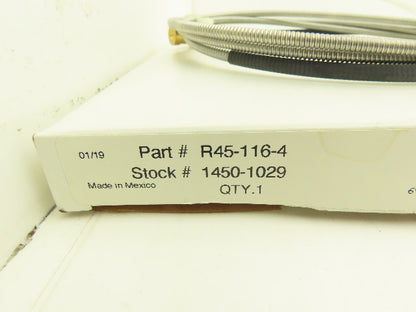 01/19 Part # R45-116-4
Stock # 1450-1029
Made in Mexico QTY.1